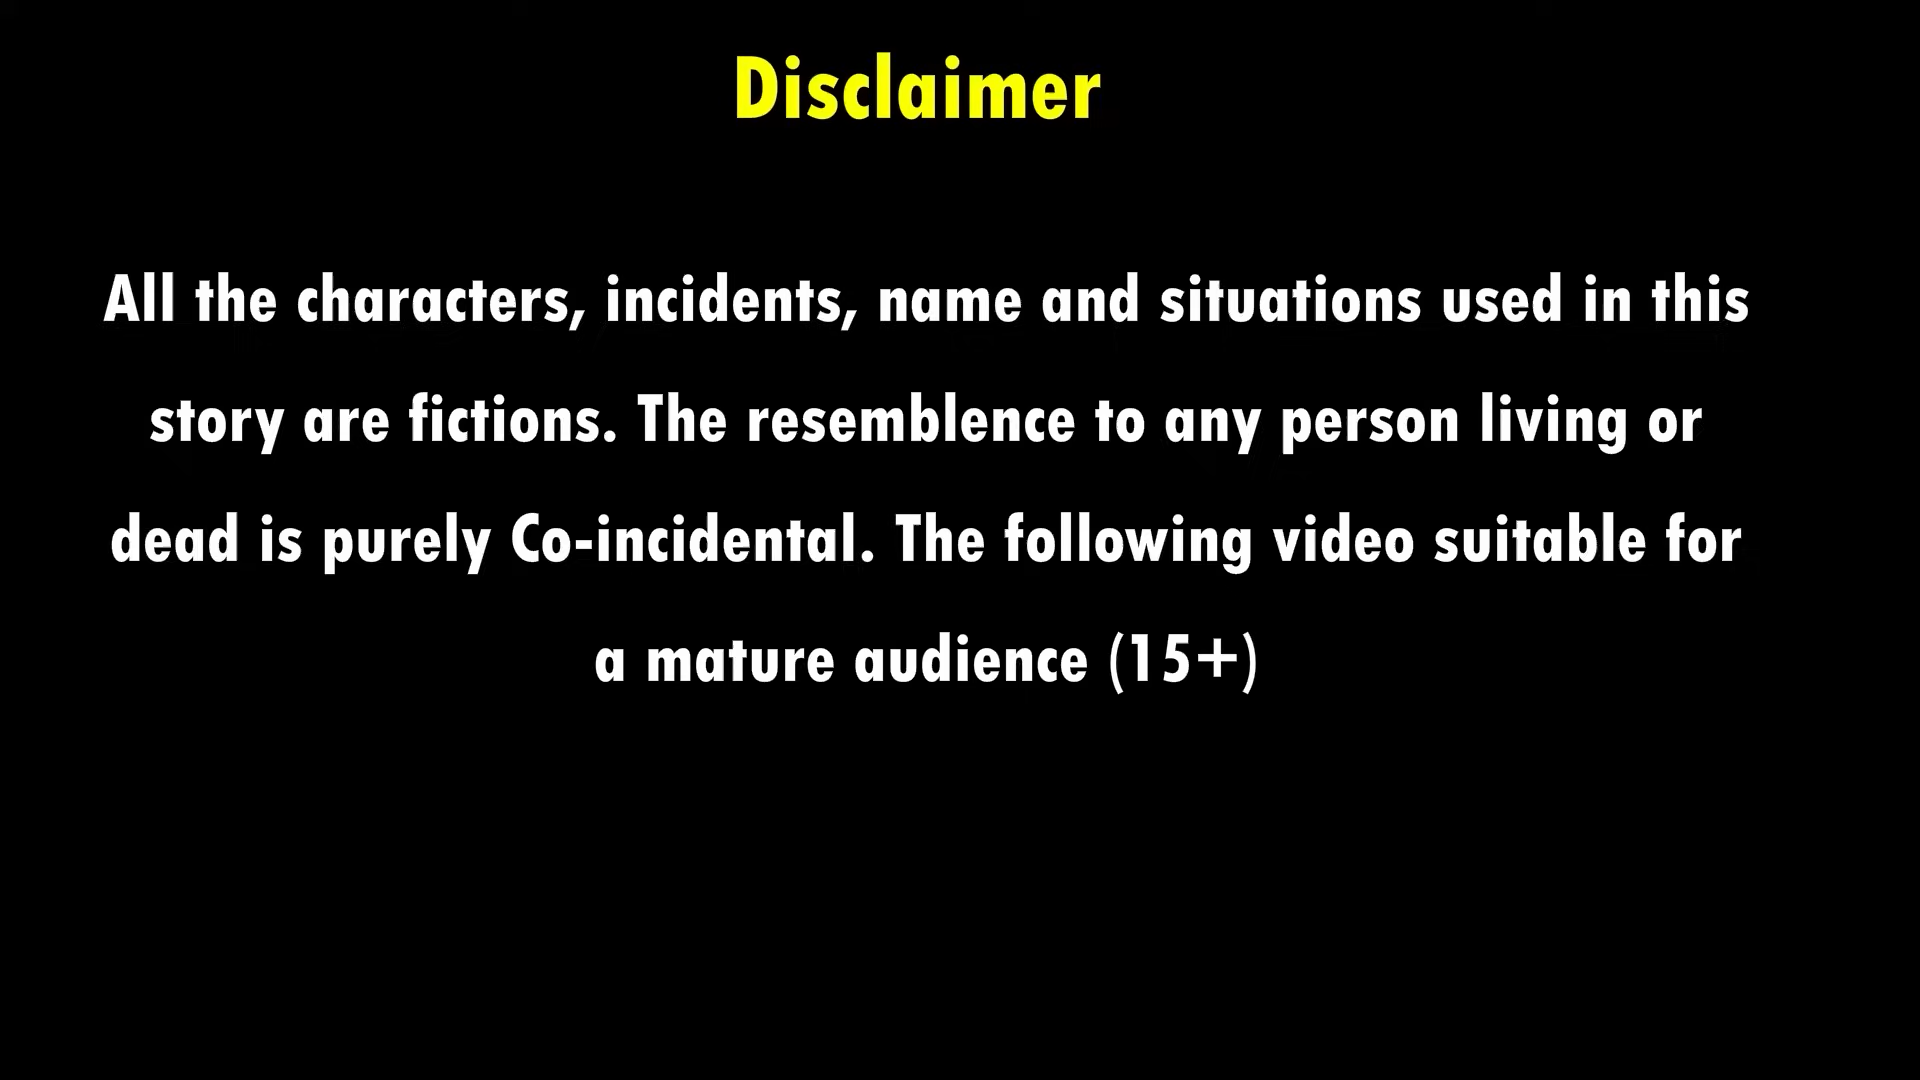 Disclaimer
All the characters, incidents, name and situations used in this
story are fictions. The resemblence to any person living or
dead is purely Co-incidental. The following video suitable for
a mature audience (15+)